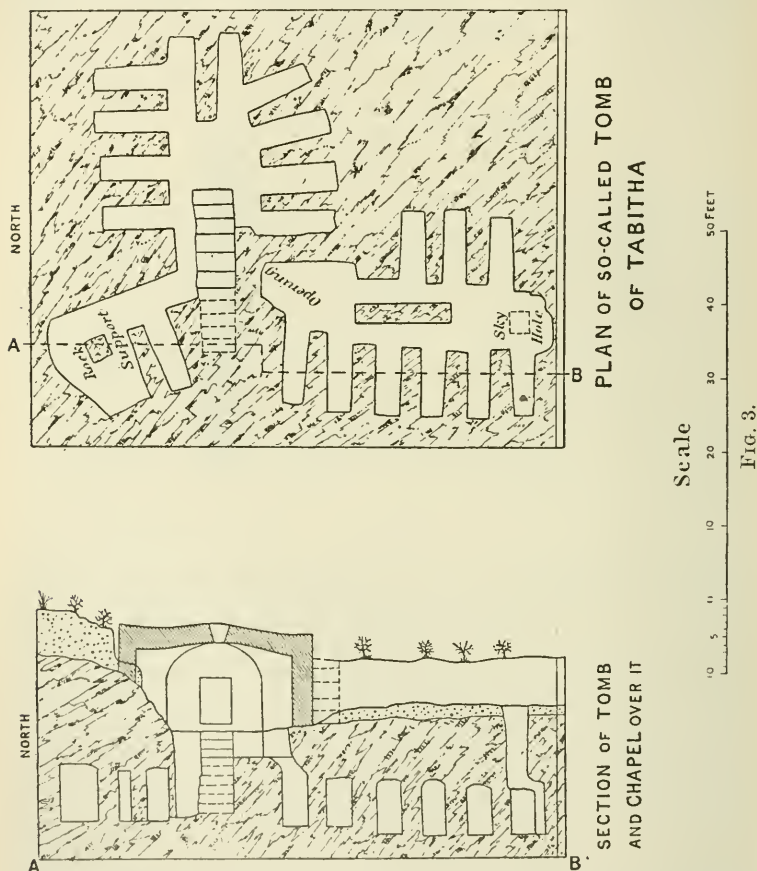 NORTH
A
Rock
Support
Opening
Sky
Hole
B
PLAN OF SO-CALLED TOMB
OF TABITHA
NORTH
A
B
SECTION OF TOMB
AND CHAPEL OVER IT
Scale
10 5 0 10 20 30 40 50 FEET
FIG. 3.